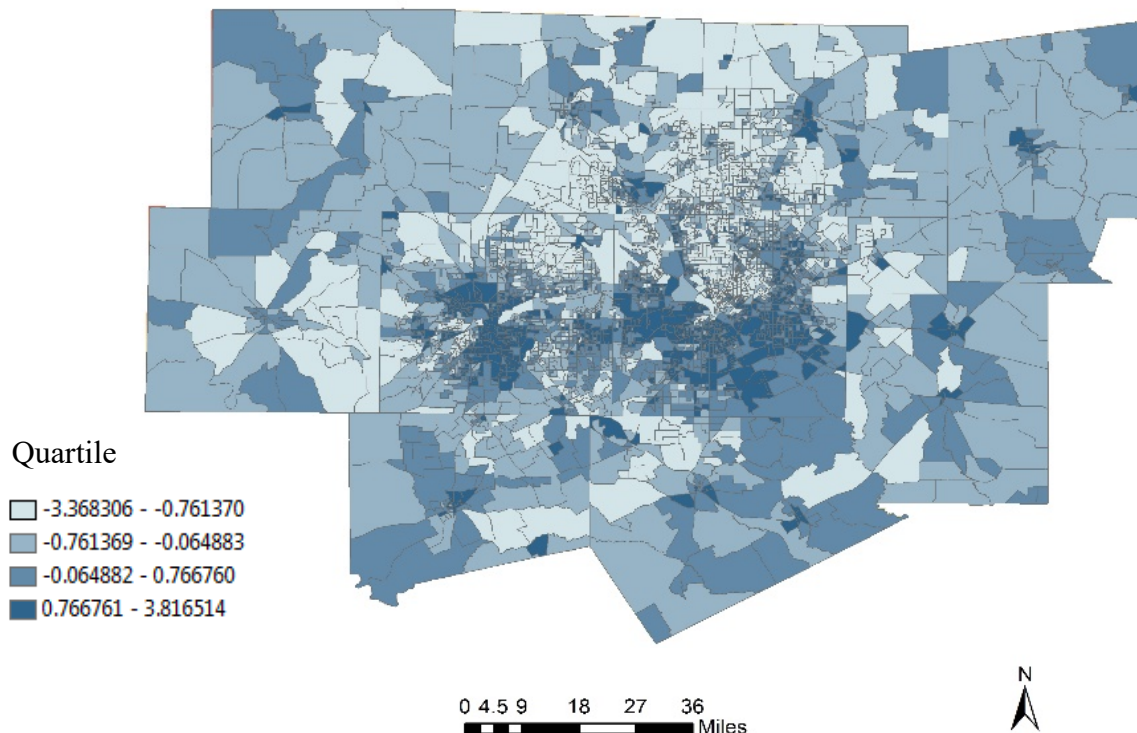 Quartile
-3.368306 - -0.761370
-0.761369 - -0.064883
-0.064882 - 0.766760
0.766761 - 3.816514
0 4.5 9 18 27 36
Miles
N